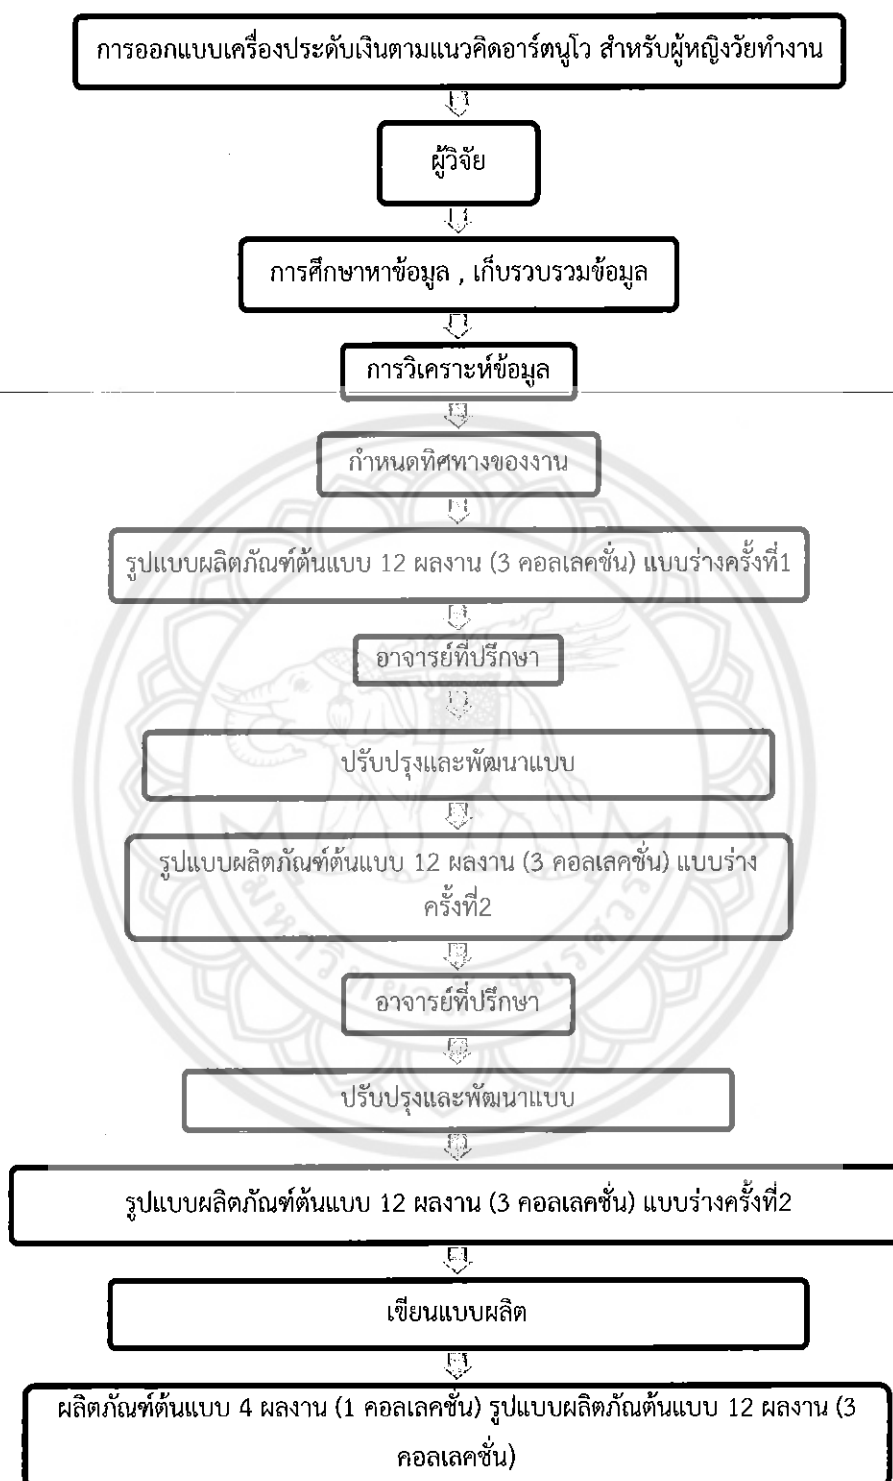 การออกแบบเครื่องประดับเงินตามแนวคิดอาร์ตนูโว สำหรับผู้หญิงวัยทำงาน
ผู้วิจัย
การศึกษาหาข้อมูล , เก็บรวบรวมข้อมูล
การวิเคราะห์ข้อมูล
กำหนดทิศทางของงาน
รูปแบบผลิตภัณฑ์ต้นแบบ 12 ผลงาน (3 คอลเลคชั่น) แบบร่างครั้งที่1
อาจารย์ที่ปรึกษา
ปรับปรุงและพัฒนาแบบ
รูปแบบผลิตภัณฑ์ต้นแบบ 12 ผลงาน (3 คอลเลคชั่น) แบบร่าง
ครั้งที่2
มหาวิทยาลัยนเรศวร
อาจารย์ที่ปรึกษา
ปรับปรุงและพัฒนาแบบ
รูปแบบผลิตภัณฑ์ต้นแบบ 12 ผลงาน (3 คอลเลคชั่น) แบบร่างครั้งที่2
เขียนแบบผลิต
ผลิตภัณฑ์ต้นแบบ 4 ผลงาน (1 คอลเลคชั่น) รูปแบบผลิตภัณต้นแบบ 12 ผลงาน (3
คอลเลคชั่น)